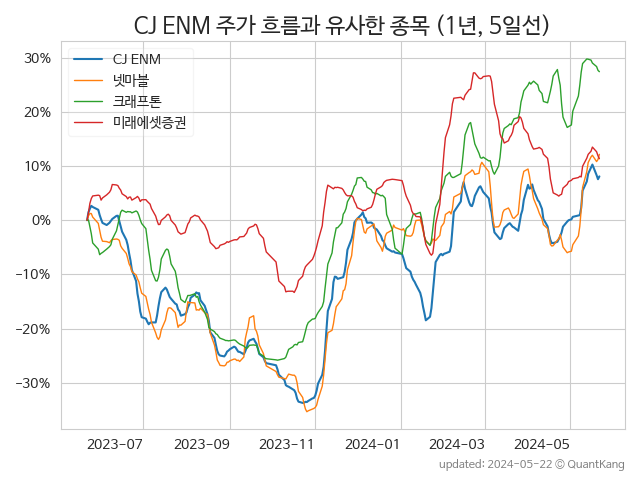 CJ ENM 주가 흐름과 유사한 종목 (1년, 5일선)
30%
20%
10%
0%
−10%
−20%
−30%
CJ ENM
넷마블
크래프톤
미래에셋증권
2023-07
2023-09
2023-11
2024-01
2024-03
2024-05
updated: 2024-05-22 © QuantKang